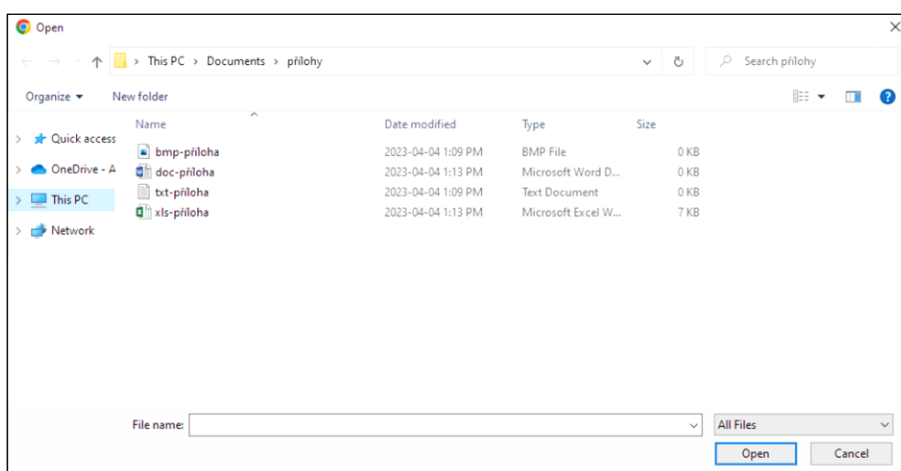 Open
This PC > Documents > přílohy
Search přílohy
Organize
New folder
Name Date modified Type Size
Quick access
OneDrive - A
This PC
Network
bmp-příloha 2023-04-04 1:09 PM BMP File 0 KB
doc-příloha 2023-04-04 1:13 PM Microsoft Word D... 0 KB
txt-příloha 2023-04-04 1:09 PM Text Document 0 KB
xls-příloha 2023-04-04 1:13 PM Microsoft Excel W... 7 KB
File name:
All Files
Open
Cancel